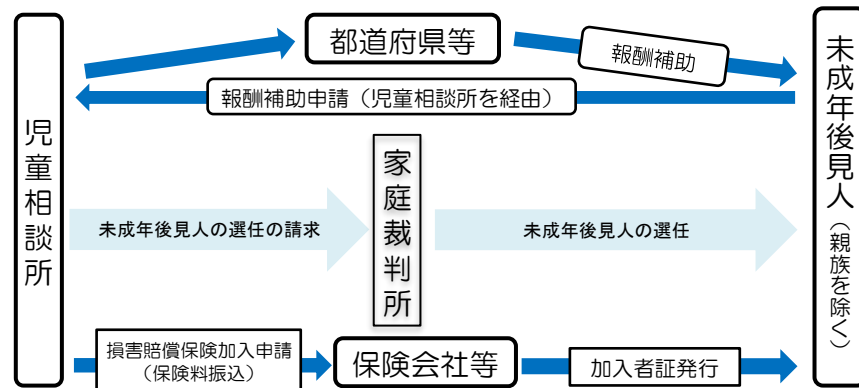 都道府県等
報酬補助
報酬補助申請（児童相談所を経由）
児童相談所
未成年後見人（親族を除く）
家庭裁判所
未成年後見人の選任の請求
未成年後見人の選任
損害賠償保険加入申請
（保険料振込）
保険会社等
加入者証発行